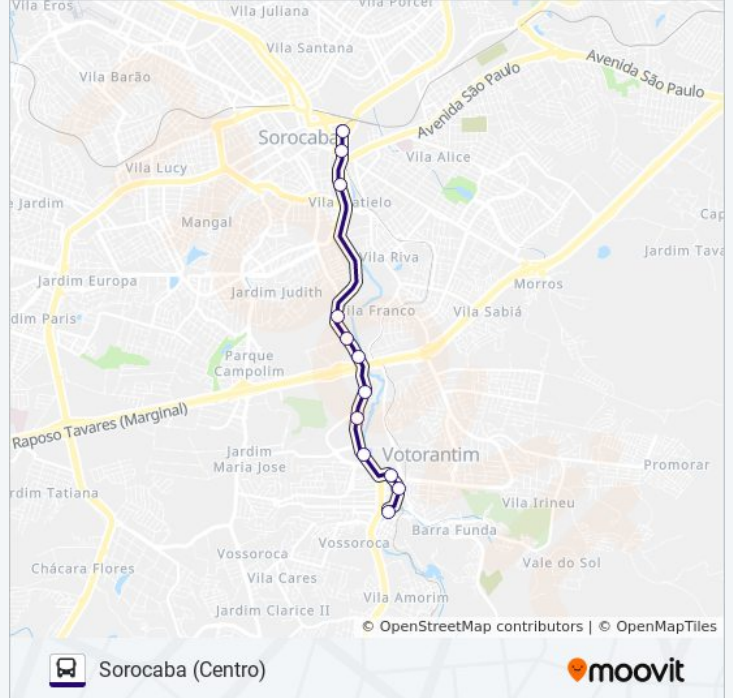 Vila Eros
Vila Porcel
Vila Juliana
Vila Santana
Vila Barão
Avenida São Paulo
Avenida São Paulo
Sorocaba
Vila Alice
Vila Lucy
e Jardim
Vil atielo
Cap
Mangal
Vila Riva
Jardim Tava
Jardim Europa
Jardim Judith
Morros
dim Paris
ila Franco
Vila Sabiá
Parque
Campolim
Raposo Tavares (Marginal)
Jardim
Maria Jose
Votorantim
Promorar
rdim Tatiana
Vila Irineu
Barra Funda
Vossoroca
Vossoroca
Vale do Sol
Chácara Flores
Vila Cares
Vila Amorim
Jardim Clarice II
© OpenStreetMap contributors | © OpenMapTiles
Sorocaba (Centro)
moovit